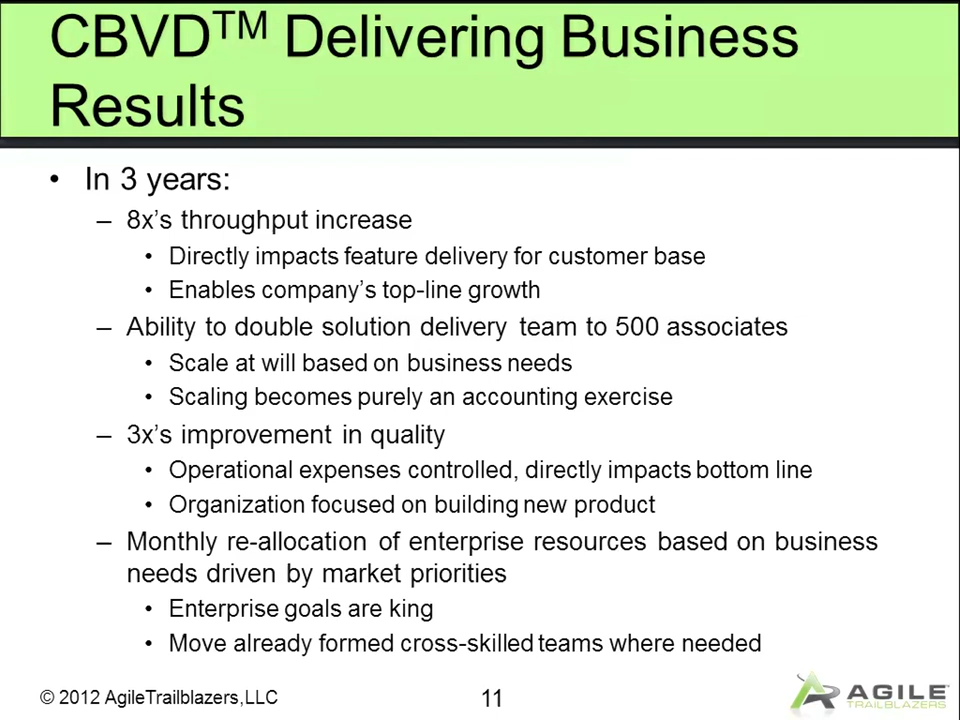 CBVD™ Delivering Business
Results
• In 3 years:
– 8x’s throughput increase
• Directly impacts feature delivery for customer base
• Enables company’s top-line growth
– Ability to double solution delivery team to 500 associates
• Scale at will based on business needs
• Scaling becomes purely an accounting exercise
– 3x’s improvement in quality
• Operational expenses controlled, directly impacts bottom line
• Organization focused on building new product
– Monthly re-allocation of enterprise resources based on business
needs driven by market priorities
• Enterprise goals are king
• Move already formed cross-skilled teams where needed
© 2012 AgileTrailblazers,LLC
11
AGILE
TRAILBLAZERS